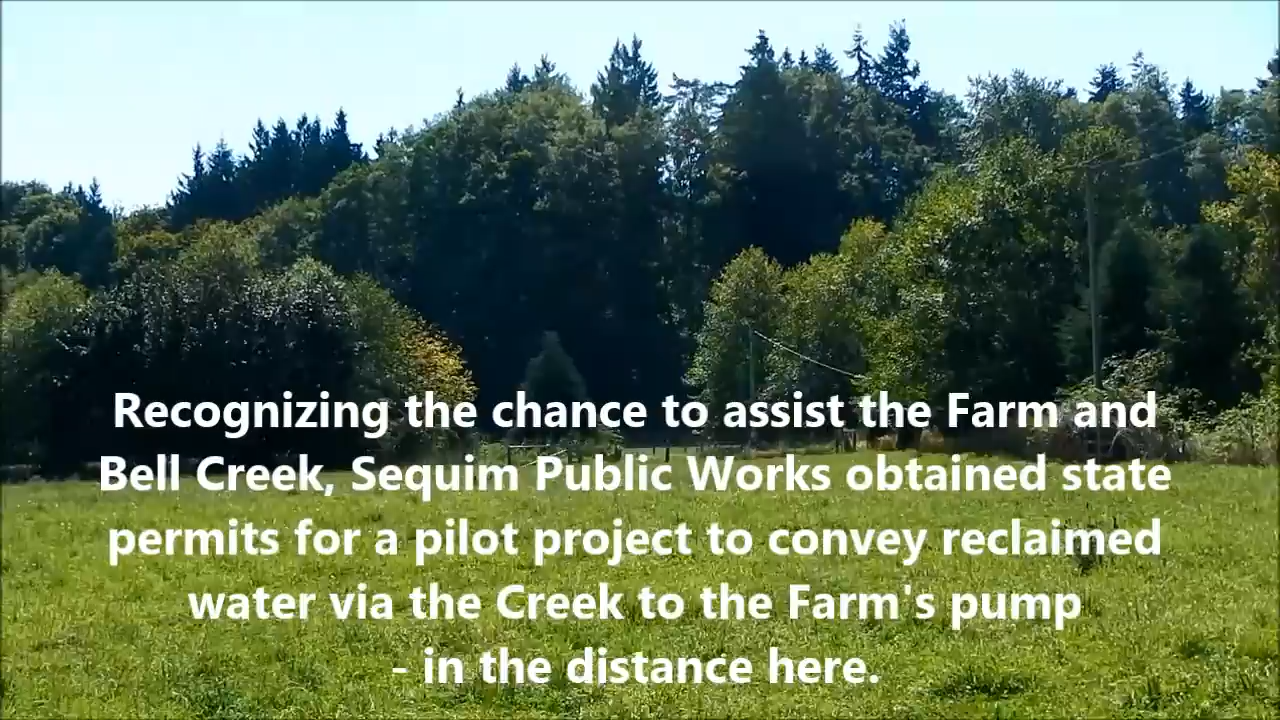 Recognizing the chance to assist the Farm and
Bell Creek, Sequim Public Works obtained state
permits for a pilot project to convey reclaimed
water via the Creek to the Farm's pump
- in the distance here.